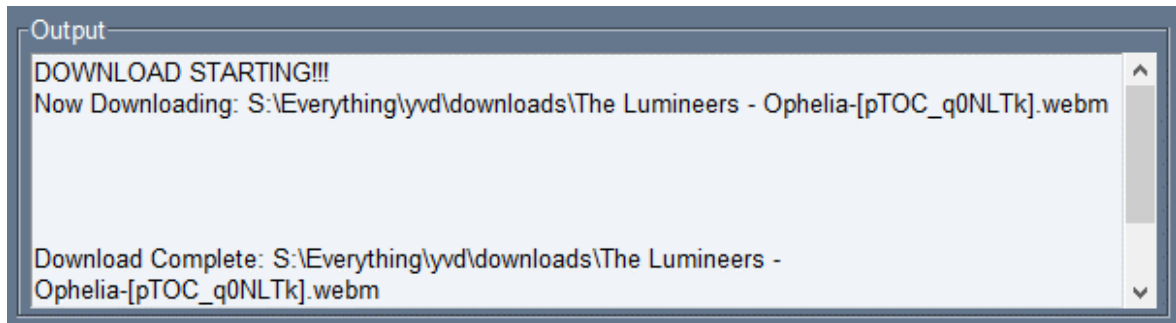 Output
DOWNLOAD STARTING!!!
Now Downloading: S:\Everything\yvd\downloads\The Lumineers - Ophelia-[pTOC_q0NLTk].webm
Download Complete: S:\Everything\yvd\downloads\The Lumineers -
Ophelia-[pTOC_q0NLTk].webm